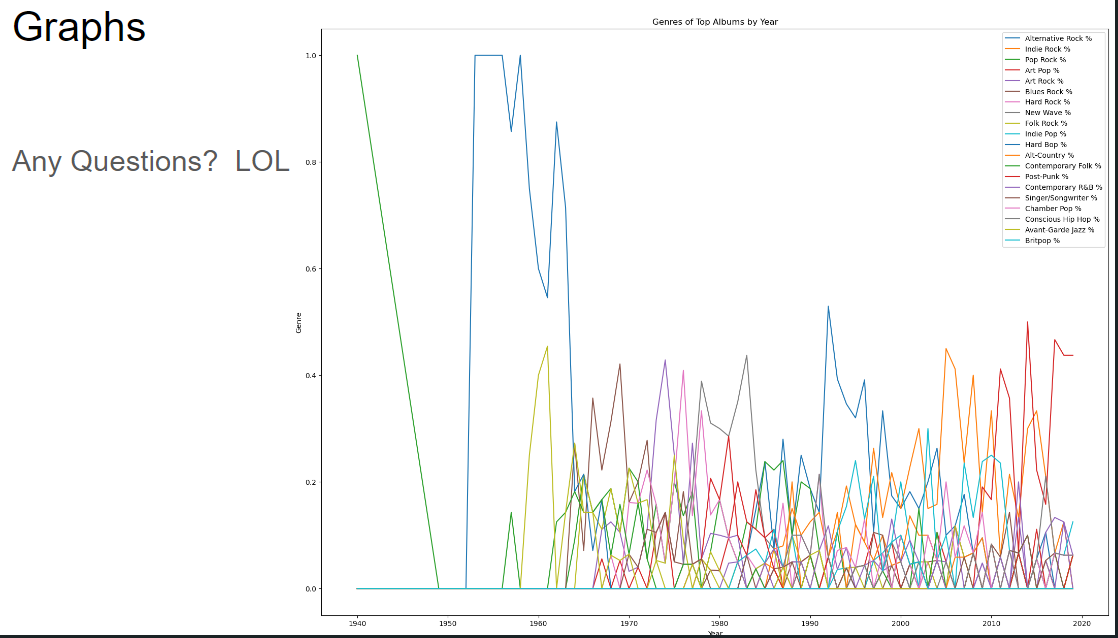 Graphs
Any Questions? LOL
Genres of Top Albums by Year
Alternative Rock %
Indie Rock %
Pop Rock %
Art Pop %
Art Rock %
Blues Rock %
Hard Rock %
New Wave %
Folk Rock %
Indie Pop %
Hard Bop %
Alt-Country %
Contemporary Folk %
Post-Punk %
Contemporary R&B %
Singer/Songwriter %
Chamber Pop %
Conscious Hip Hop %
Avant-Garde Jazz %
Britpop %
1.0
0.8
0.6
0.4
0.2
0.0
Genre
1940 1950 1960 1970 1980 1990 2000 2010 2020
Year